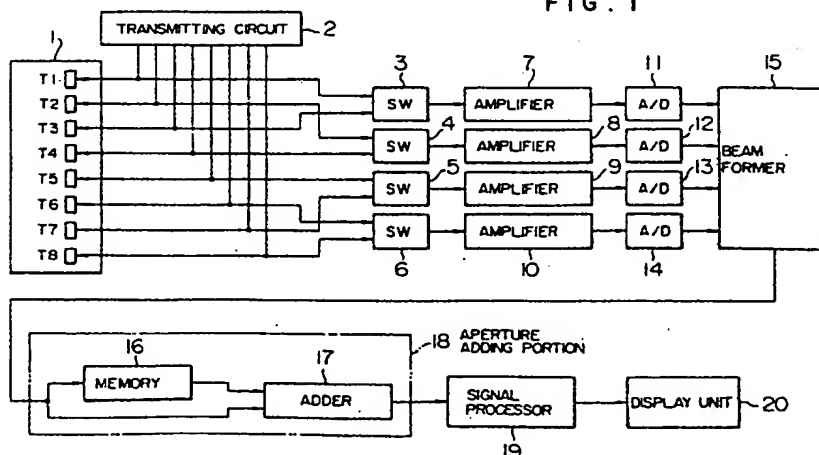 FIG. 1
1
TRANSMITTING CIRCUIT
2
T1
T2
T3
T4
T5
T6
T7
T8
3
SW
4
SW
5
SW
6
SW
7
AMPLIFIER
8
AMPLIFIER
9
AMPLIFIER
10
AMPLIFIER
11
A/D
12
A/D
13
A/D
14
A/D
15
BEAM
FORMER
16
MEMORY
17
ADDER
18 APERTURE
ADDING PORTION
SIGNAL
PROCESSOR
19
DISPLAY UNIT
20